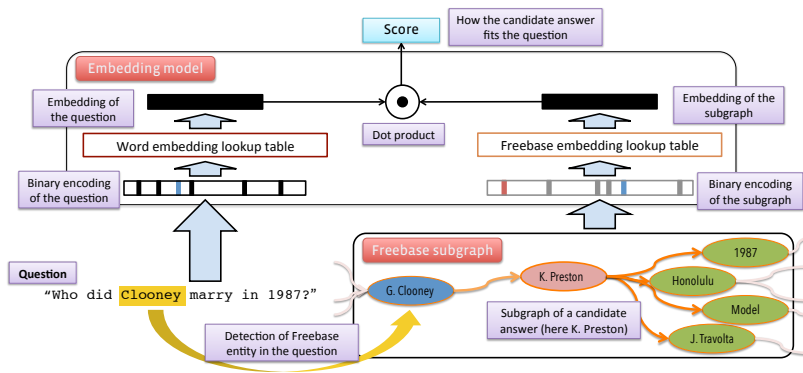 How the candidate answer
fits the question
Score
Embedding model
Embedding of
the question
Embedding of the
subgraph
Dot product
Word embedding lookup table
Freebase embedding lookup table
Binary encoding
of the question
Binary encoding
of the subgraph
Freebase subgraph
Question
“Who did Clooney marry in 1987?”
G. Clooney
K. Preston
1987
Honolulu
Model
J. Travolta
Subgraph of a candidate
answer (here K. Preston)
Detection of Freebase
entity in the question